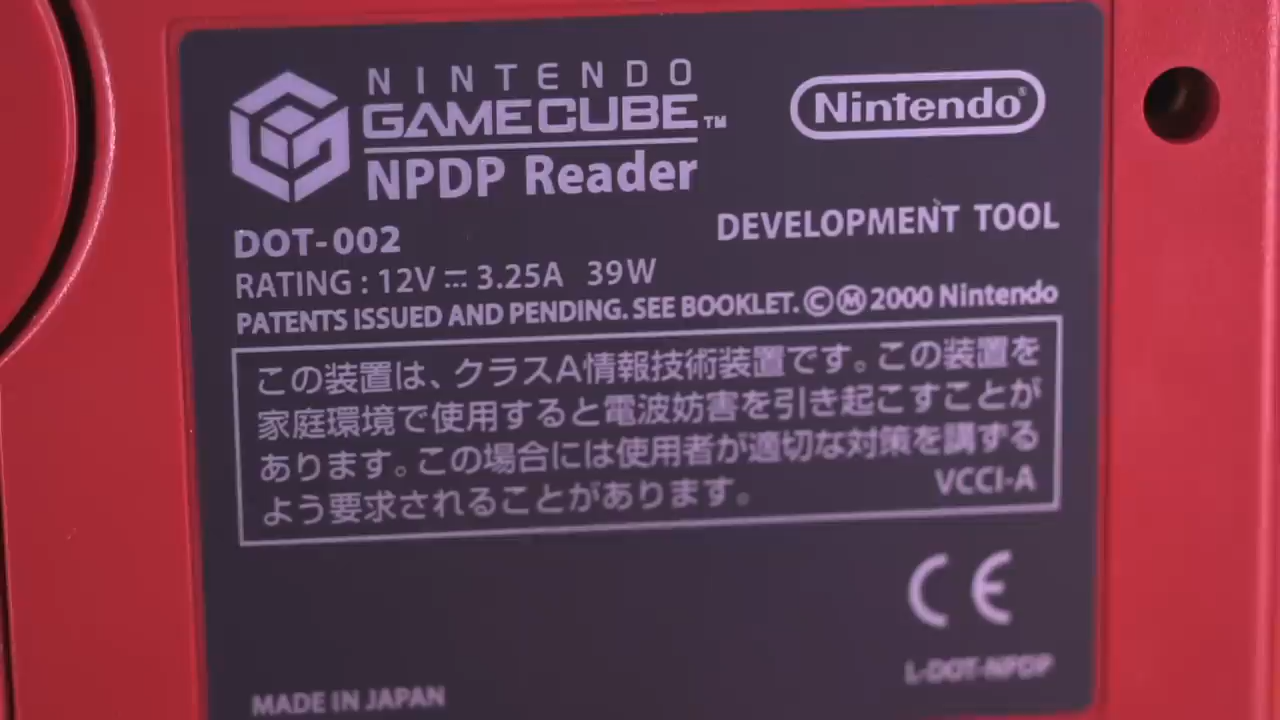 NINTENDO
GAMECUBE™
NPDP Reader
Nintendo®
DOT-002
DEVELOPMENT TOOL
RATING : 12V ⎓ 3.25A 39W
PATENTS ISSUED AND PENDING. SEE BOOKLET. ©Ⓜ2000 Nintendo
この装置は、クラスA情報技術装置です。この装置を
家庭環境で使用すると電波妨害を引き起こすことが
あります。この場合には使用者が適切な対策を講ずる
よう要求されることがあります。
VCCI-A
CE
L-DOT-NPDP
MADE IN JAPAN